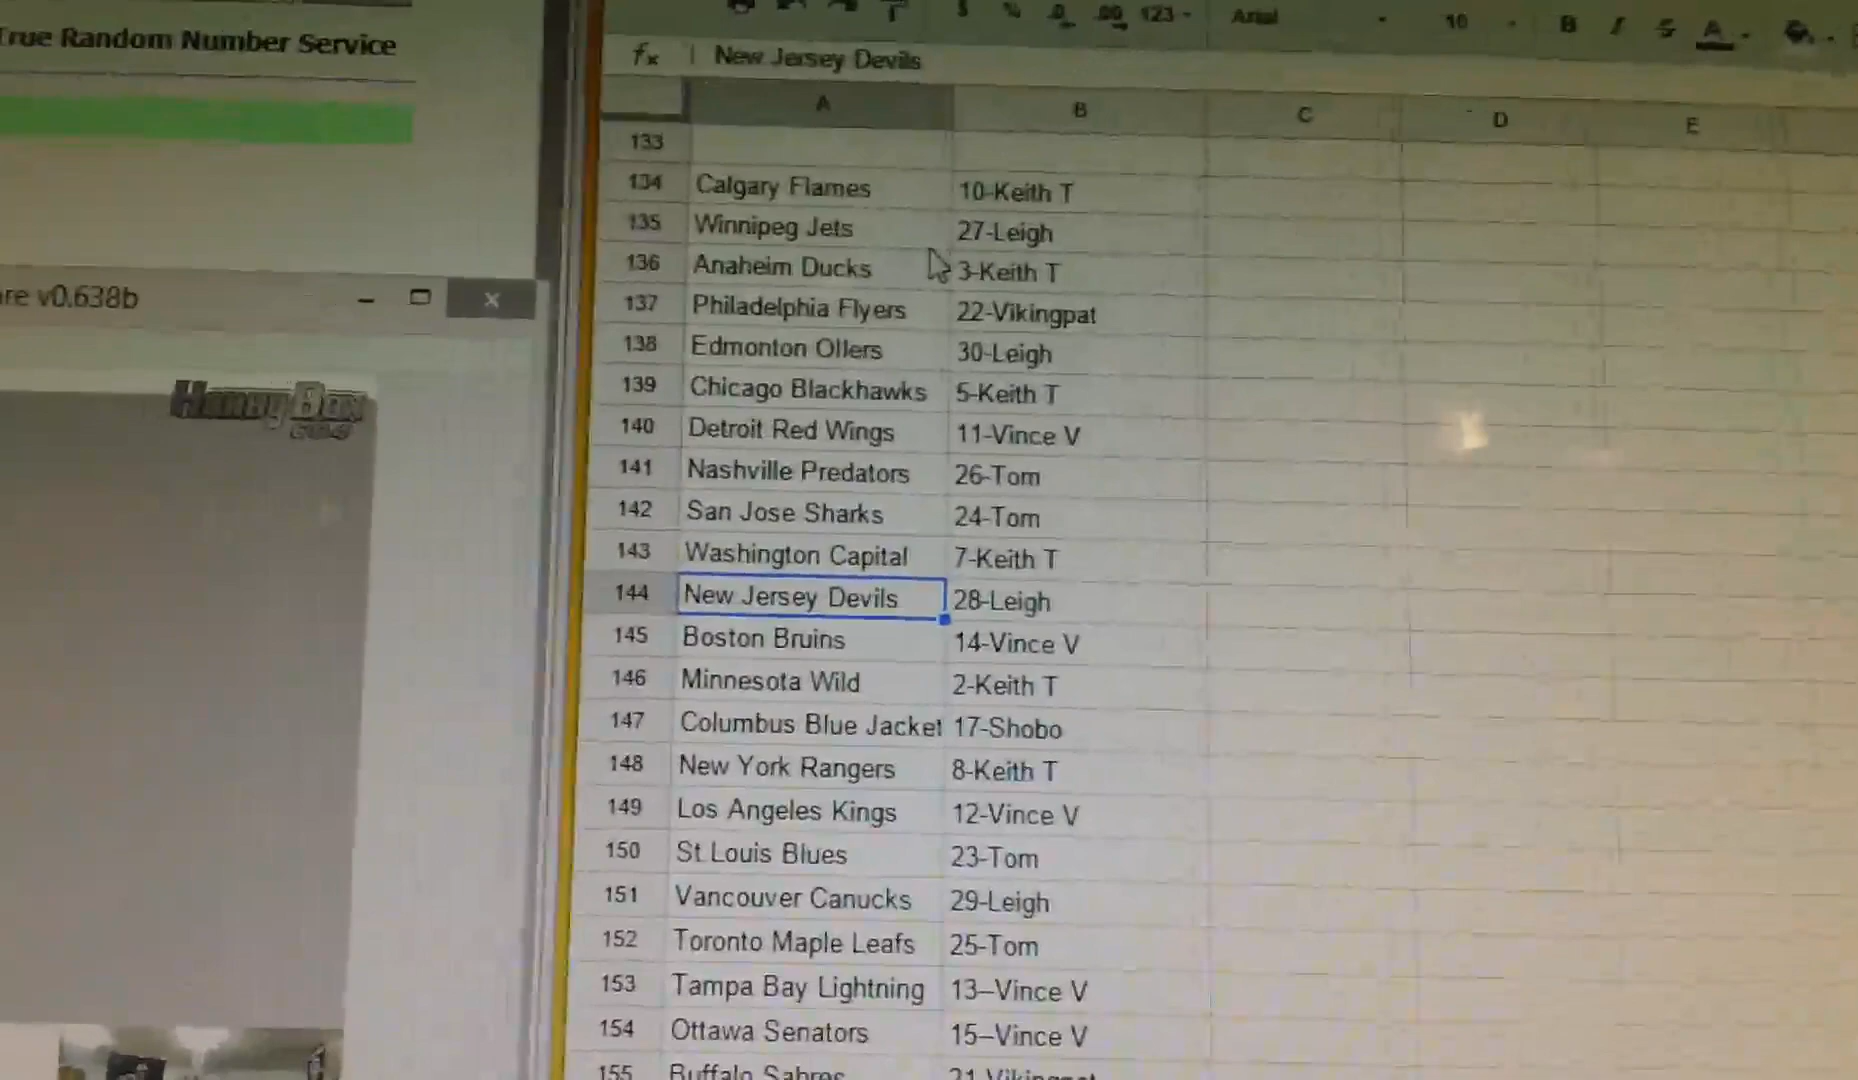 True Random Number Service
$ % .0 .00 123 Arial 10 B I S A
fx New Jersey Devils
A B C D E
133
134 Calgary Flames 10-Keith T
135 Winnipeg Jets 27-Leigh
136 Anaheim Ducks 3-Keith T
re v0.638b
137 Philadelphia Flyers 22-Vikingpat
138 Edmonton OIlers 30-Leigh
139 Chicago Blackhawks 5-Keith T
140 Detroit Red Wings 11-Vince V
141 Nashville Predators 26-Tom
142 San Jose Sharks 24-Tom
143 Washington Capital 7-Keith T
144 New Jersey Devils 28-Leigh
145 Boston Bruins 14-Vince V
146 Minnesota Wild 2-Keith T
147 Columbus Blue Jacket 17-Shobo
148 New York Rangers 8-Keith T
149 Los Angeles Kings 12-Vince V
150 St.Louis Blues 23-Tom
151 Vancouver Canucks 29-Leigh
152 Toronto Maple Leafs 25-Tom
153 Tampa Bay Lightning 13--Vince V
154 Ottawa Senators 15--Vince V
155 Buffalo Sabres 21-Vikingpat